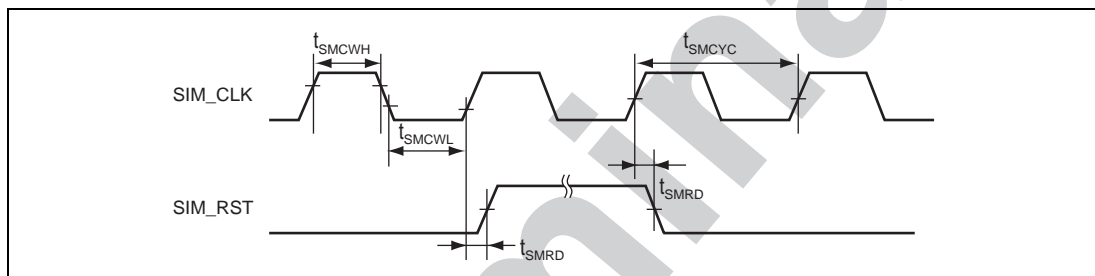 tSMCWH
tSMCYC
SIM_CLK
tSMCWL
tSMRD
SIM_RST
tSMRD